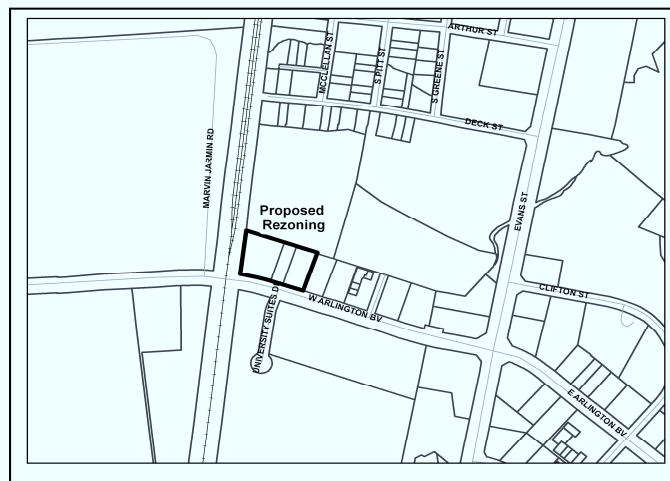 ARTHUR ST
MCCLELLAN ST
S PITT ST
S GREENE ST
DECK ST
MARVIN JARMIN RD
EVANS ST
Proposed
Rezoning
CLIFTON ST
UNIVERSITY SUITES D
W ARLINGTON BV
E ARLINGTON BV